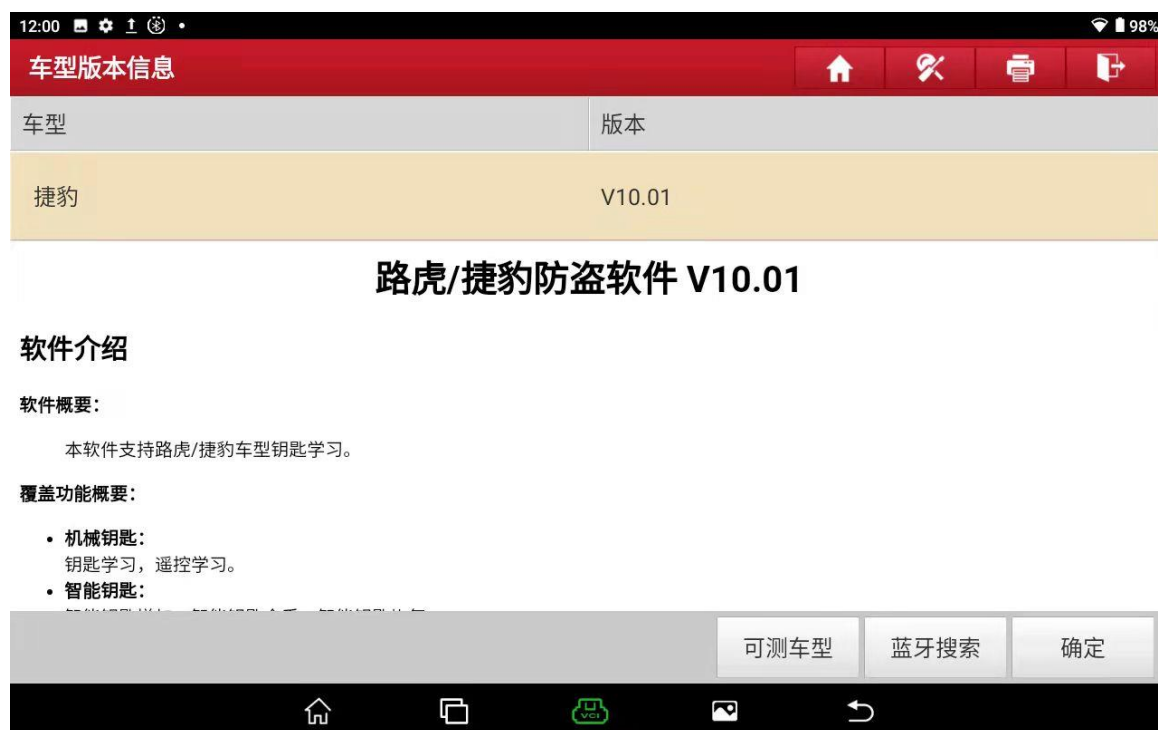 12:00
98%
车型版本信息
车型 版本
捷豹 V10.01
路虎/捷豹防盗软件 V10.01
软件介绍
软件概要：
本软件支持路虎/捷豹车型钥匙学习。
覆盖功能概要：
• 机械钥匙：
钥匙学习，遥控学习。
• 智能钥匙：
可测车型 蓝牙搜索 确定
VCI